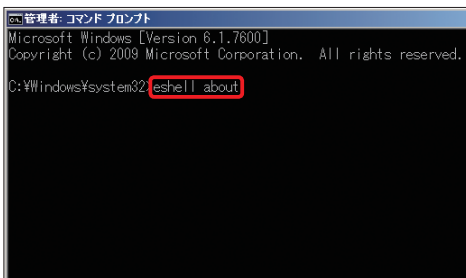 管理者: コマンド プロンプト
Microsoft Windows [Version 6.1.7600]
Copyright (c) 2009 Microsoft Corporation.  All rights reserved.
C:¥Windows¥system32>eshell about